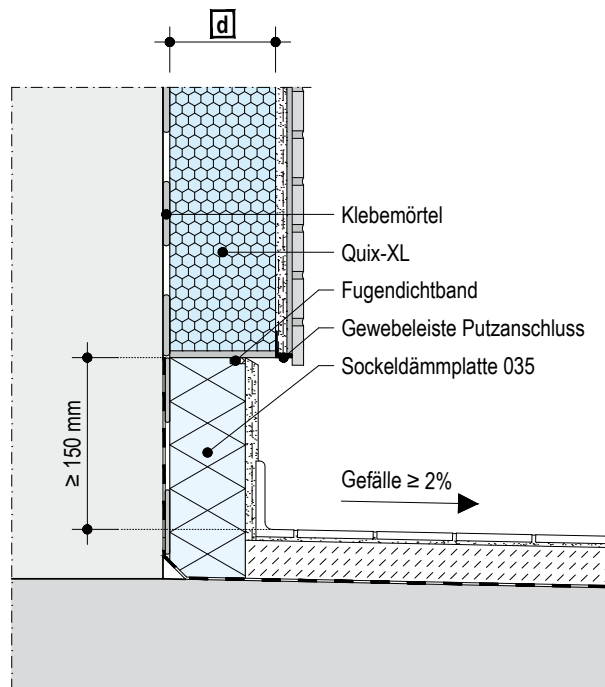 d
Klebemörtel
Quix-XL
Fugendichtband
Gewebeleiste Putzanschluss
Sockeldämmplatte 035
≥ 150 mm
Gefälle ≥ 2%